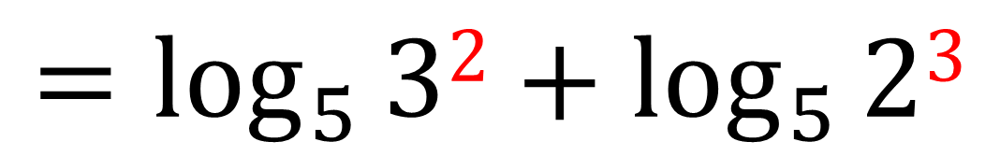 = log₅ 3² + log₅ 2³